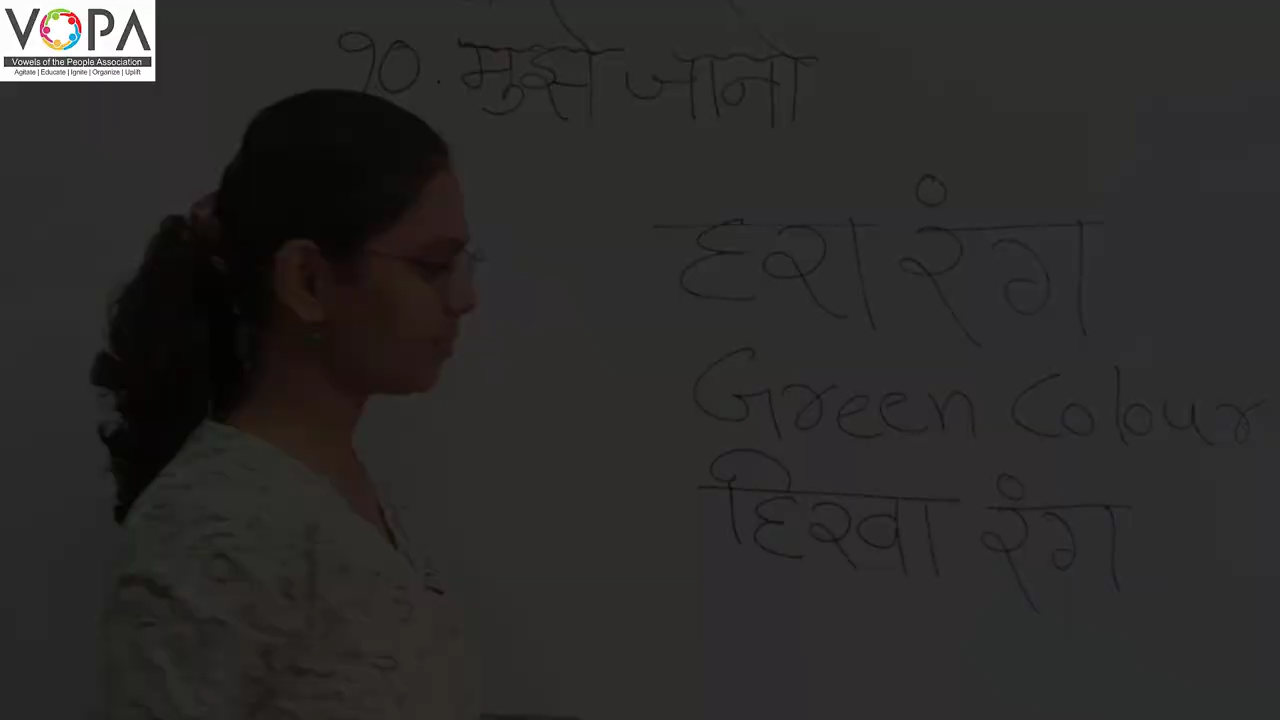 VOPA
Vowels of the People Association
Agitate | Educate | Ignite | Organize | Uplift
१०. मुझे जानो
हरा रंग
Green Colour
हिरवा रंग